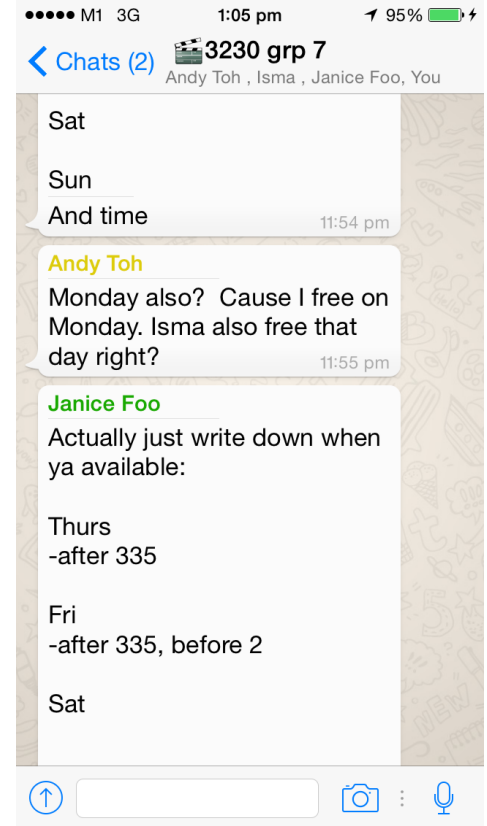 M1 3G 1:05 pm 95%
Chats (2) 3230 grp 7
Andy Toh , Isma , Janice Foo, You
Sat
Sun
And time
11:54 pm
Andy Toh
Monday also? Cause I free on
Monday. Isma also free that
day right?
11:55 pm
Janice Foo
Actually just write down when
ya available:
Thurs
-after 335
Fri
-after 335, before 2
Sat